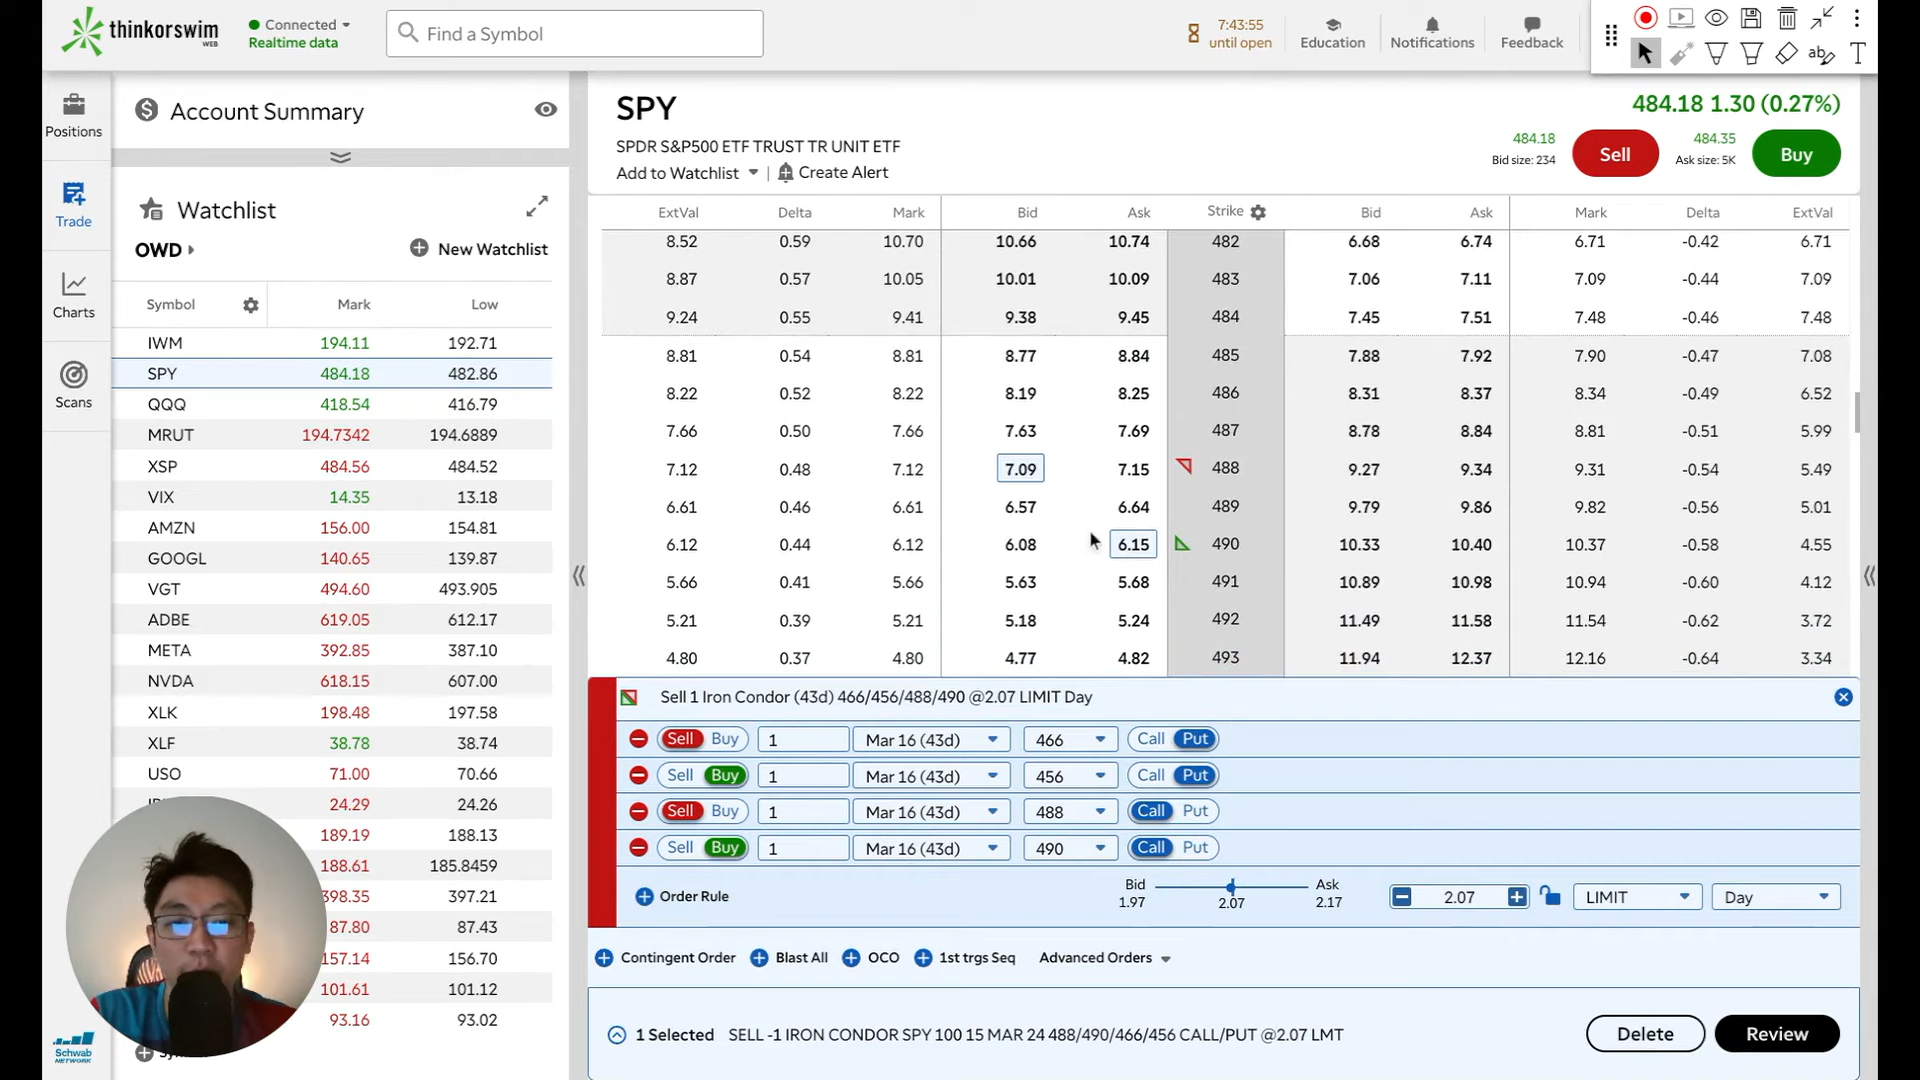 thinkorswim WEB
Connected
Realtime data
Find a Symbol
7:43:55
until open
Education
Notifications
Feedback
T
Positions
Trade
Charts
Scans
Account Summary
Watchlist
OWD
New Watchlist
Symbol Mark Low
IWM 194.11 192.71
SPY 484.18 482.86
QQQ 418.54 416.79
MRUT 194.7342 194.6889
XSP 484.56 484.52
VIX 14.35 13.18
AMZN 156.00 154.81
GOOGL 140.65 139.87
VGT 494.60 493.905
ADBE 619.05 612.17
META 392.85 387.10
NVDA 618.15 607.00
XLK 198.48 197.58
XLF 38.78 38.74
USO 71.00 70.66
24.29 24.26
189.19 188.13
188.61 185.8459
398.35 397.21
87.80 87.43
157.14 156.70
101.61 101.12
93.16 93.02
Schwab
NETWORK
SPY
SPDR S&P500 ETF TRUST TR UNIT ETF
Add to Watchlist | Create Alert
484.18 1.30 (0.27%)
484.18
Bid size: 234
Sell
484.35
Ask size: 5K
Buy
ExtVal Delta Mark Bid Ask Strike Bid Ask Mark Delta ExtVal
8.52 0.59 10.70 10.66 10.74 482 6.68 6.74 6.71 -0.42 6.71
8.87 0.57 10.05 10.01 10.09 483 7.06 7.11 7.09 -0.44 7.09
9.24 0.55 9.41 9.38 9.45 484 7.45 7.51 7.48 -0.46 7.48
8.81 0.54 8.81 8.77 8.84 485 7.88 7.92 7.90 -0.47 7.08
8.22 0.52 8.22 8.19 8.25 486 8.31 8.37 8.34 -0.49 6.52
7.66 0.50 7.66 7.63 7.69 487 8.78 8.84 8.81 -0.51 5.99
7.12 0.48 7.12 7.09 7.15 488 9.27 9.34 9.31 -0.54 5.49
6.61 0.46 6.61 6.57 6.64 489 9.79 9.86 9.82 -0.56 5.01
6.12 0.44 6.12 6.08 6.15 490 10.33 10.40 10.37 -0.58 4.55
5.66 0.41 5.66 5.63 5.68 491 10.89 10.98 10.94 -0.60 4.12
5.21 0.39 5.21 5.18 5.24 492 11.49 11.58 11.54 -0.62 3.72
4.80 0.37 4.80 4.77 4.82 493 11.94 12.37 12.16 -0.64 3.34
Sell 1 Iron Condor (43d) 466/456/488/490 @2.07 LIMIT Day
Sell Buy 1 Mar 16 (43d) 466 Call Put
Sell Buy 1 Mar 16 (43d) 456 Call Put
Sell Buy 1 Mar 16 (43d) 488 Call Put
Sell Buy 1 Mar 16 (43d) 490 Call Put
Order Rule
Bid Ask
1.97 2.07 2.17
2.07
LIMIT
Day
Contingent Order Blast All OCO 1st trgs Seq Advanced Orders
1 Selected SELL -1 IRON CONDOR SPY 100 15 MAR 24 488/490/466/456 CALL/PUT @2.07 LMT
Delete
Review